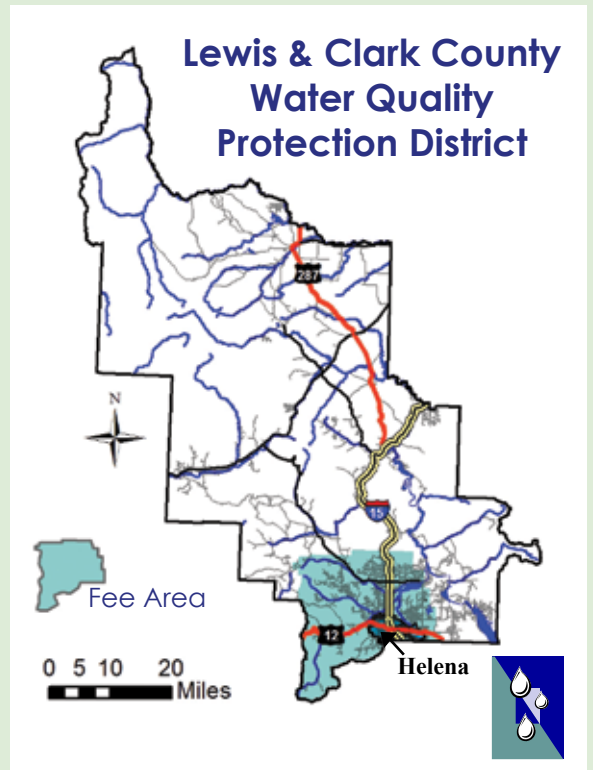 Lewis & Clark County
Water Quality
Protection District
287
N
15
Fee Area
12
Helena
0 5 10 20
Miles
N